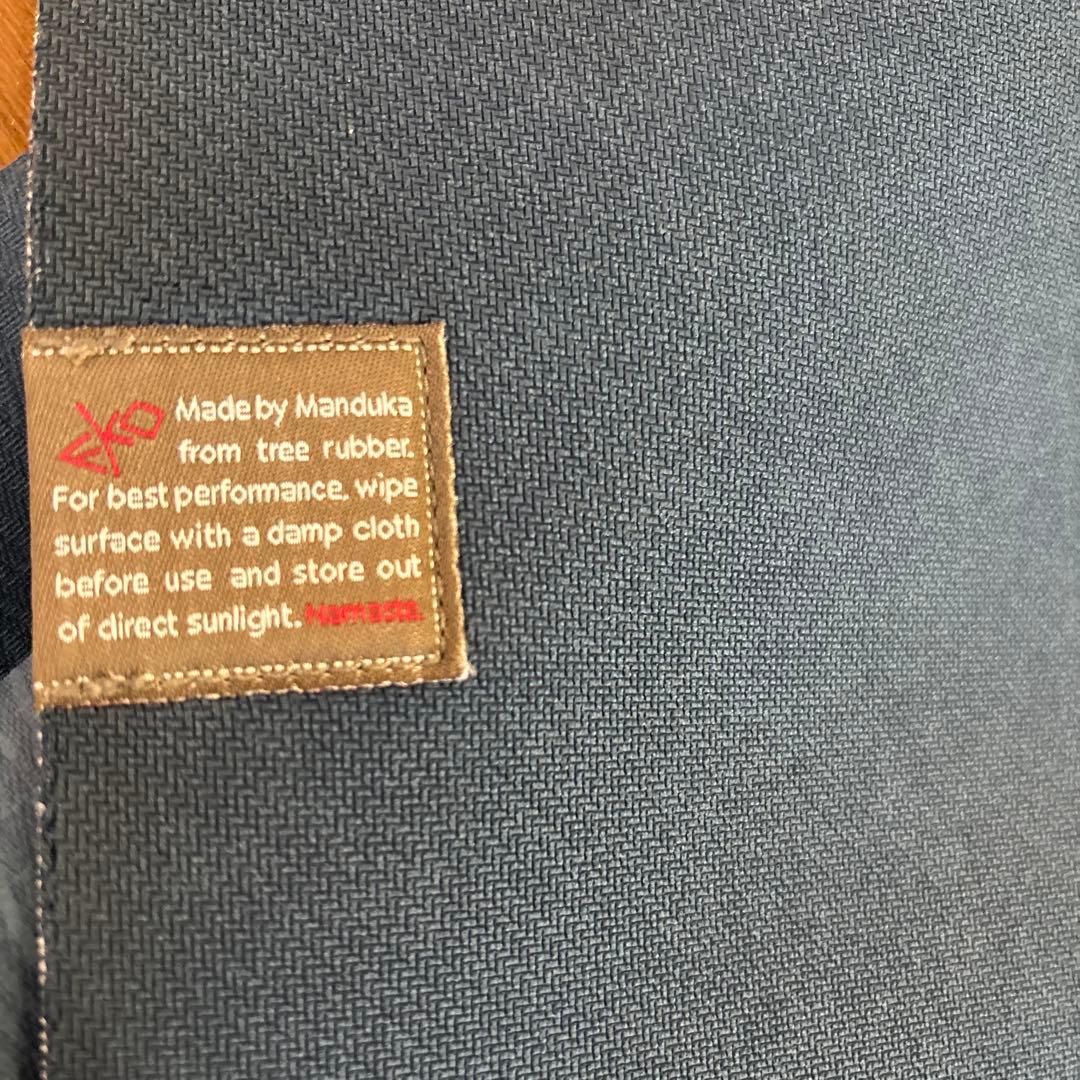 Made by Manduka
from tree rubber.
For best performance, wipe
surface with a damp cloth
before use and store out
of direct sunlight. Namaste.